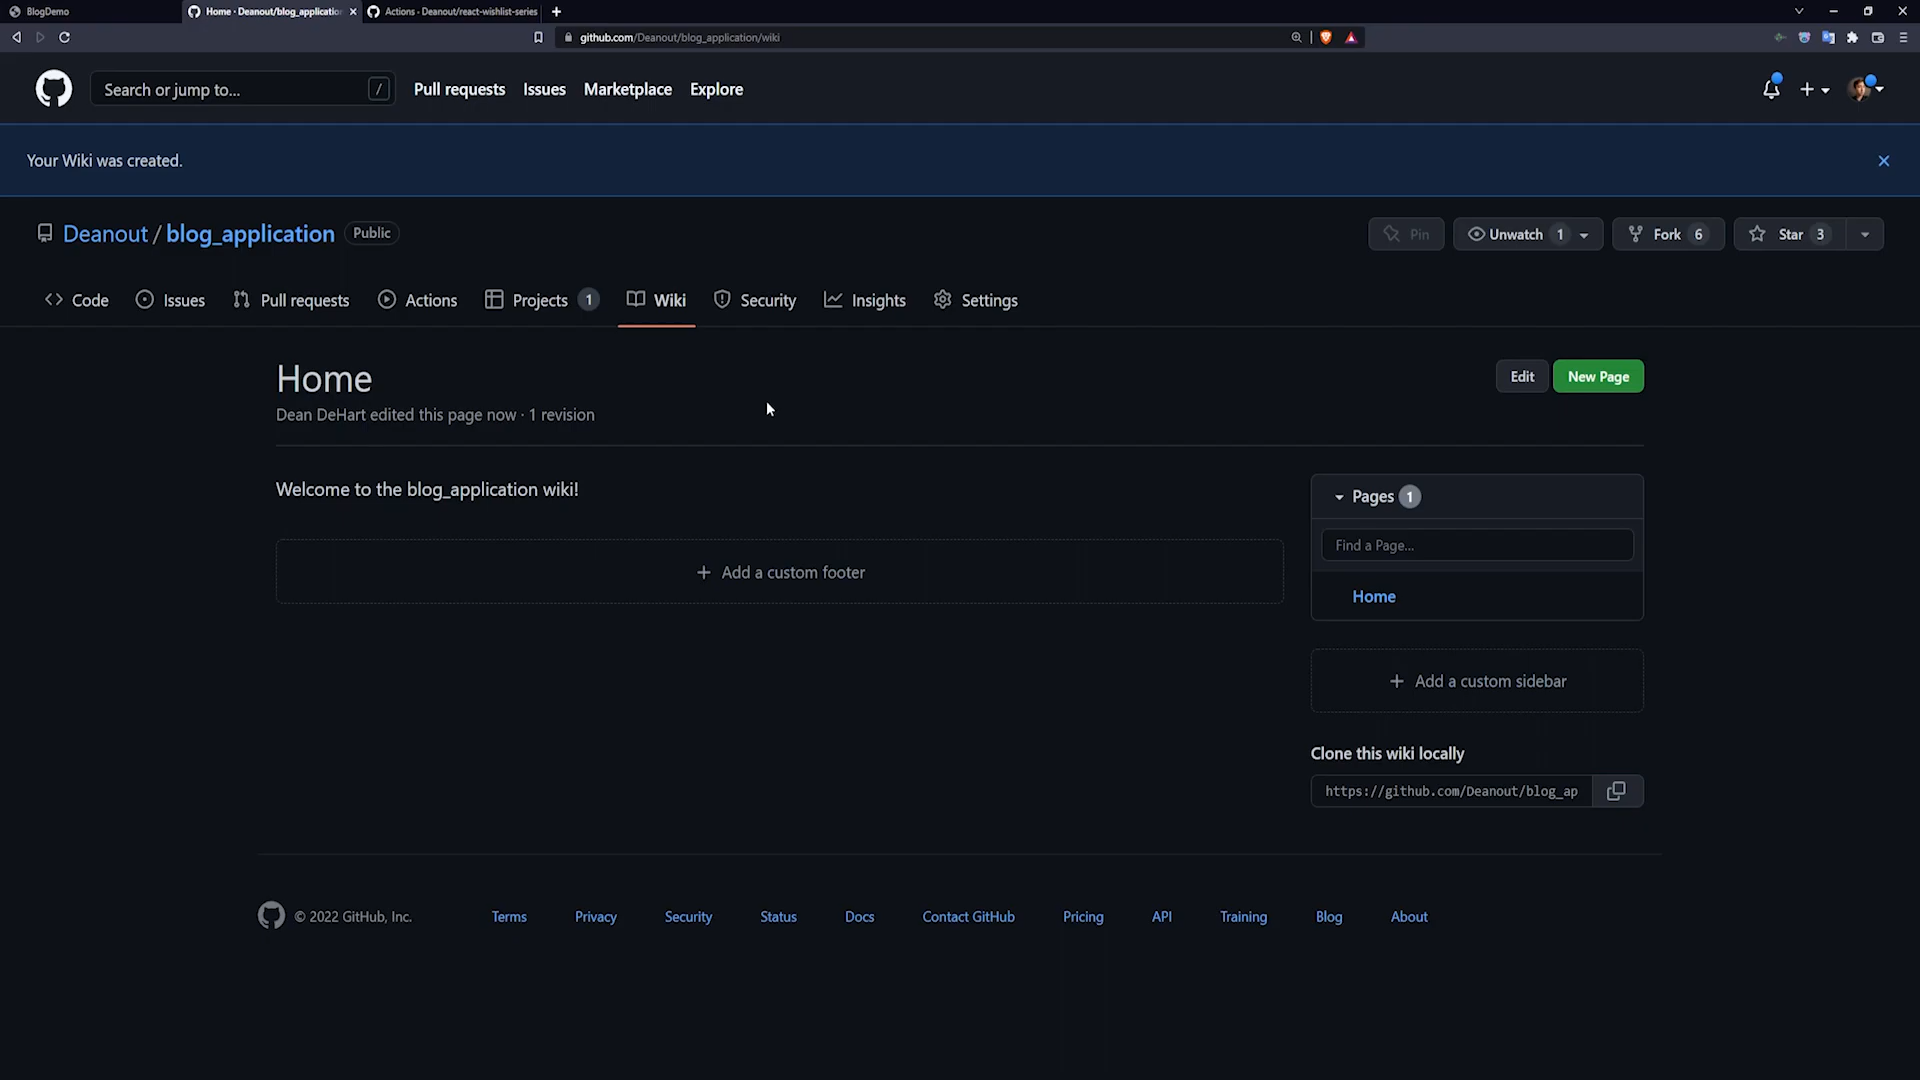 BlogDemo
Home · Deanout/blog_applicatio
Actions - Deanout/react-wishlist-series
github.com/Deanout/blog_application/wiki
Search or jump to... /
Pull requests Issues Marketplace Explore
Your Wiki was created.
Deanout / blog_application Public
Pin Unwatch 1 Fork 6 Star 3
Code Issues Pull requests Actions Projects 1 Wiki Security Insights Settings
Home
Edit New Page
Dean DeHart edited this page now · 1 revision
Welcome to the blog_application wiki!
Pages 1
Find a Page...
Home
Add a custom footer
Add a custom sidebar
Clone this wiki locally
https://github.com/Deanout/blog_ap
© 2022 GitHub, Inc. Terms Privacy Security Status Docs Contact GitHub Pricing API Training Blog About